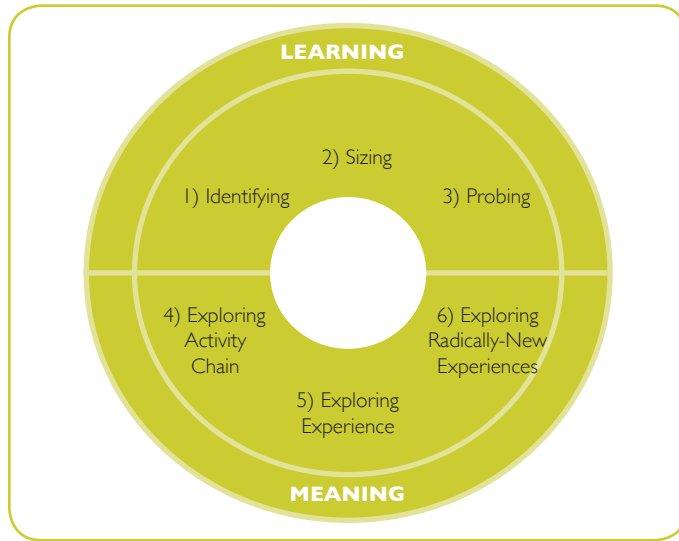 LEARNING
2) Sizing
1) Identifying
3) Probing
4) Exploring
Activity
Chain
6) Exploring
Radically-New
Experiences
5) Exploring
Experience
MEANING